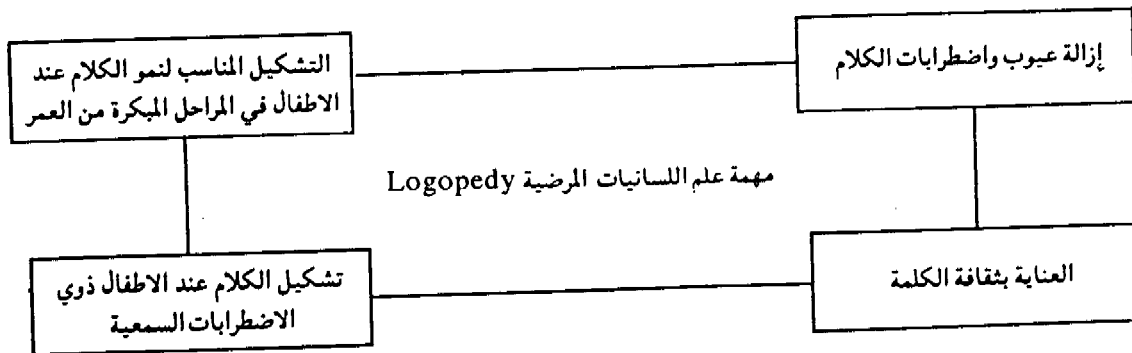 إزالة عيوب واضطرابات الكلام
التشكيل المناسب لنمو الكلام عند
الاطفال في المراحل المبكرة من العمر
مهمة علم اللسانيات المرضية Logopedy
العناية بثقافة الكلمة
تشكيل الكلام عند الاطفال ذوي
الاضطرابات السمعية